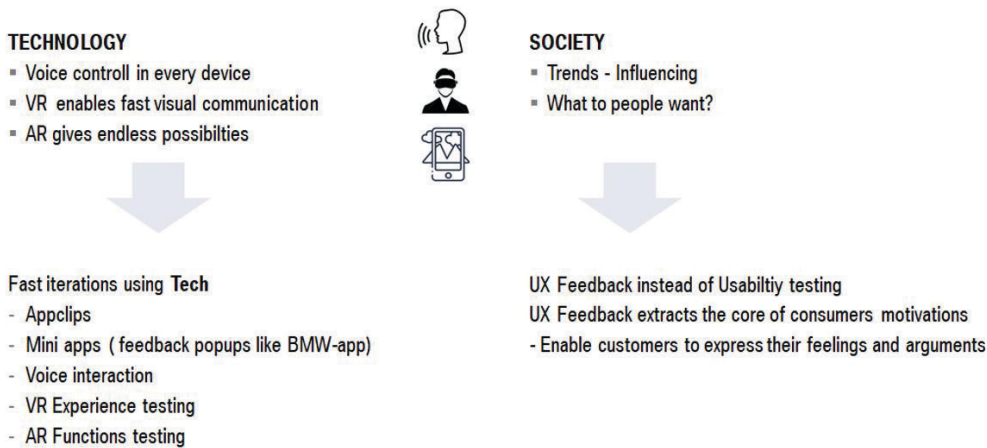 TECHNOLOGY
▪ Voice controll in every device
▪ VR enables fast visual communication
▪ AR gives endless possibilties
Fast iterations using Tech
- Appclips
- Mini apps ( feedback popups like BMW-app)
- Voice interaction
- VR Experience testing
- AR Functions testing
SOCIETY
▪ Trends - Influencing
▪ What to people want?
UX Feedback instead of Usabiltiy testing
UX Feedback extracts the core of consumers motivations
- Enable customers to express their feelings and arguments